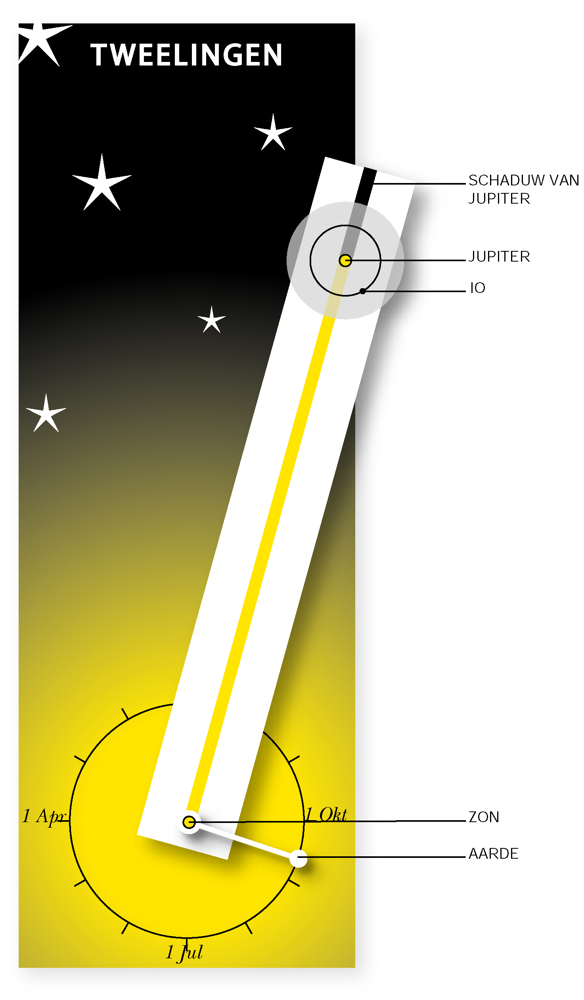 TWEELINGEN
SCHADUW VAN
JUPITER
JUPITER
IO
1 Apr
1 Okt
ZON
AARDE
1 Jul